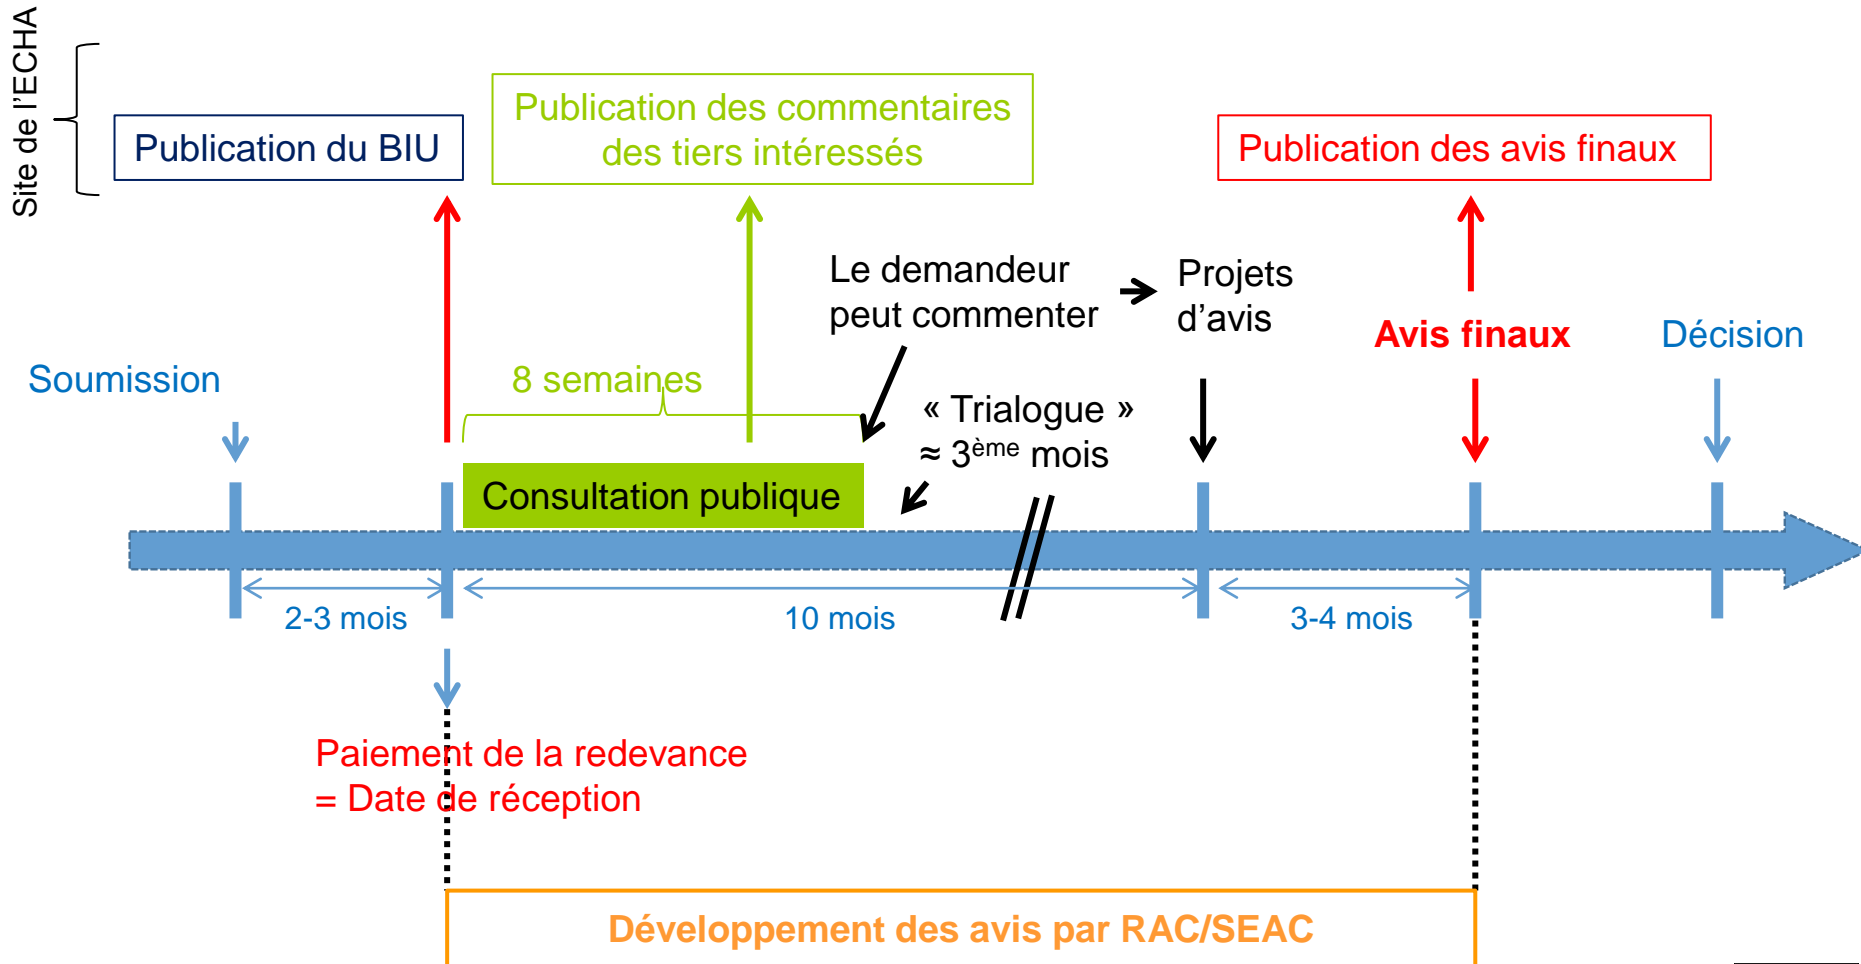 Site de l'ECHA
Publication du BIU
Publication des commentaires
des tiers intéressés
Publication des avis finaux
Le demandeur
peut commenter
Projets
d’avis
Avis finaux
Décision
Soumission
8 semaines
« Trialogue »
≈ 3ème mois
Consultation publique
2-3 mois
10 mois
3-4 mois
Paiement de la redevance
= Date de réception
Développement des avis par RAC/SEAC